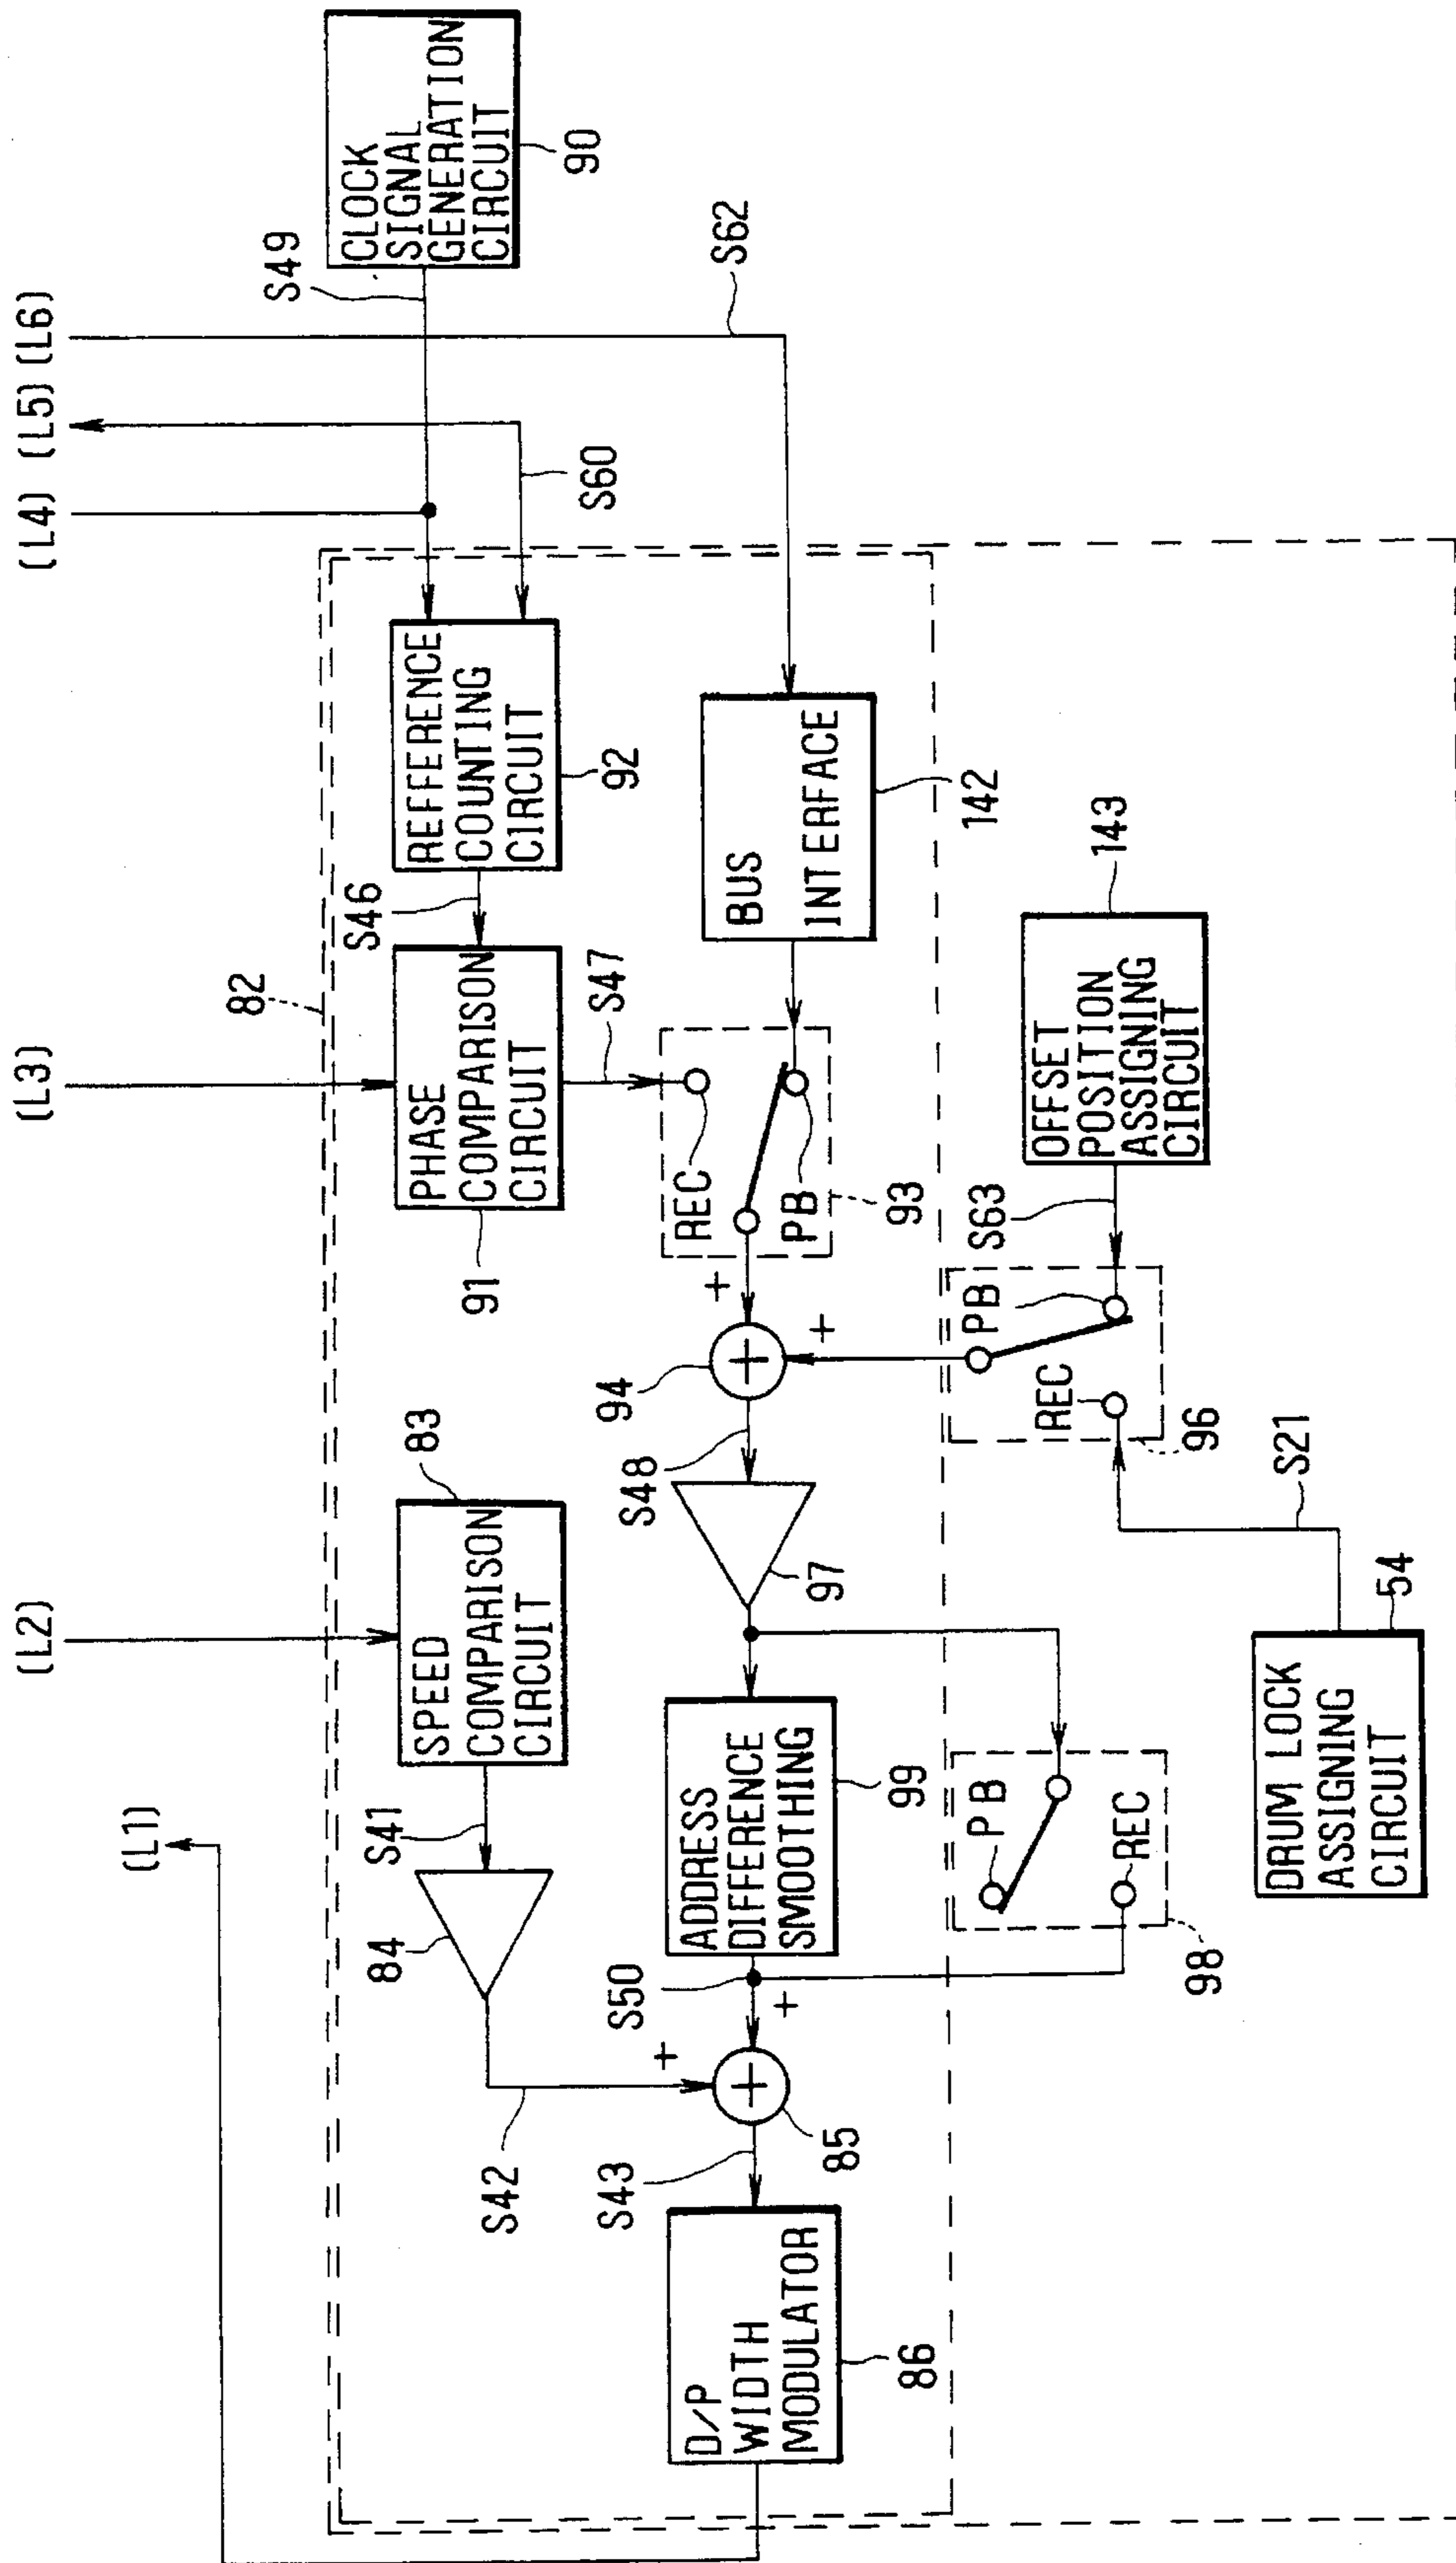 (L1)
(L2)
(L3)
(L4)
(L5)
(L6)
S49
CLOCK
SIGNAL
GENERATION
CIRCUIT
90
S62
S60
82
SPEED
COMPARISON
CIRCUIT
83
S41
84
S42
PHASE
COMPARISON
CIRCUIT
91
S46
REFFERENCE
COUNTING
CIRCUIT
92
S47
REC
PB
93
BUS
INTERFACE
142
+
+
+
94
S48
97
ADDRESS
DIFFERENCE
SMOOTHING
99
S50
+
+
+
85
S43
D/P
WIDTH
MODULATOR
86
PB
REC
98
PB
REC
96
S63
OFFSET
POSITION
ASSIGNING
CIRCUIT
143
S21
DRUM LOCK
ASSIGNING
CIRCUIT
54